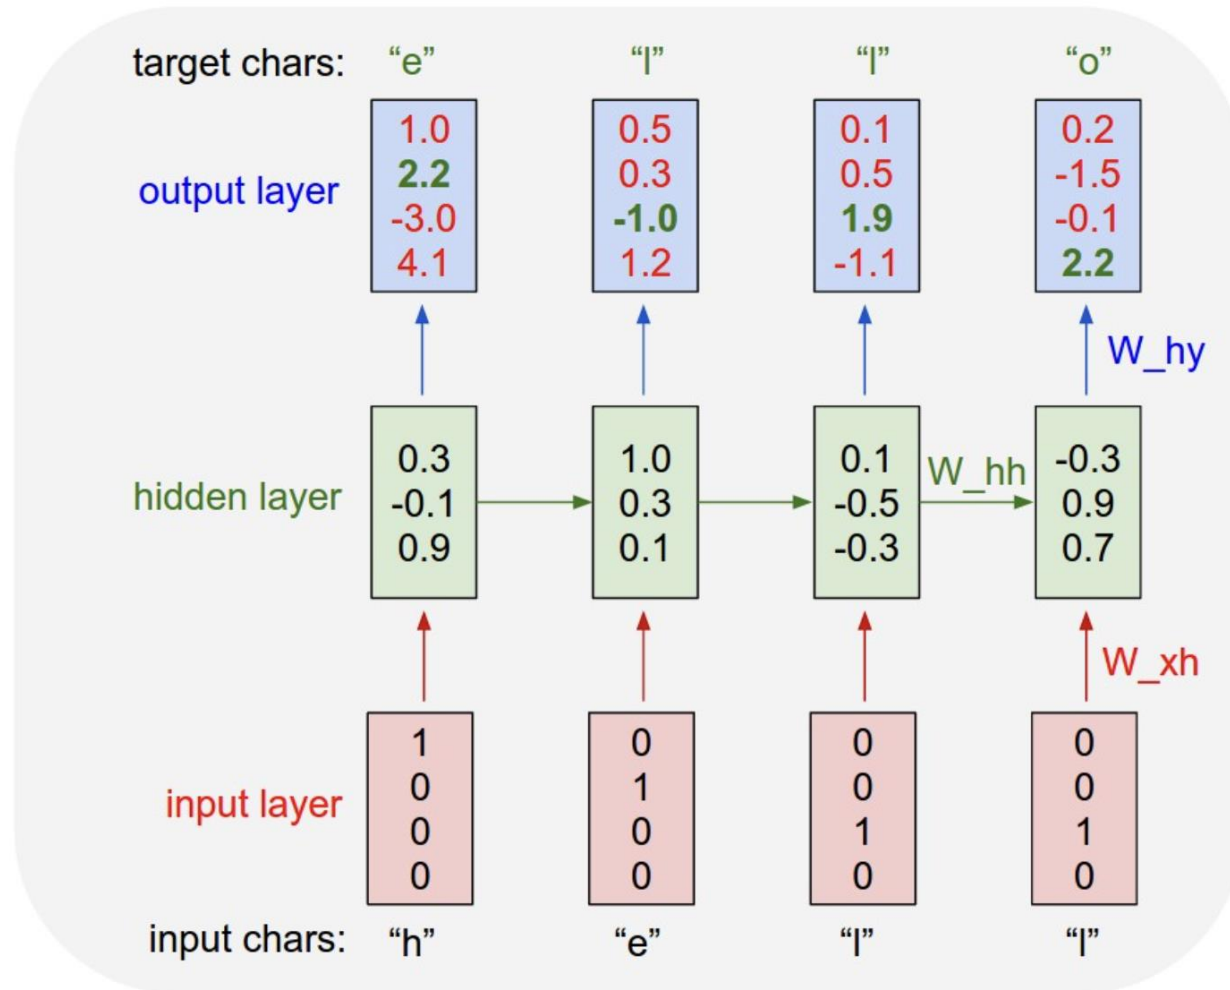 target chars: “e” “l” “l” “o”
1.0 0.5 0.1 0.2
2.2 0.3 0.5 -1.5
output layer
-3.0 -1.0 1.9 -0.1
4.1 1.2 -1.1 2.2
W_hy
0.3 1.0 0.1 -0.3
W_hh
hidden layer -0.1 0.3 -0.5 0.9
0.9 0.1 -0.3 0.7
W_xh
1 0 0 0
0 1 0 0
input layer
0 0 1 1
0 0 0 0
input chars: “h” “e” “l” “l”